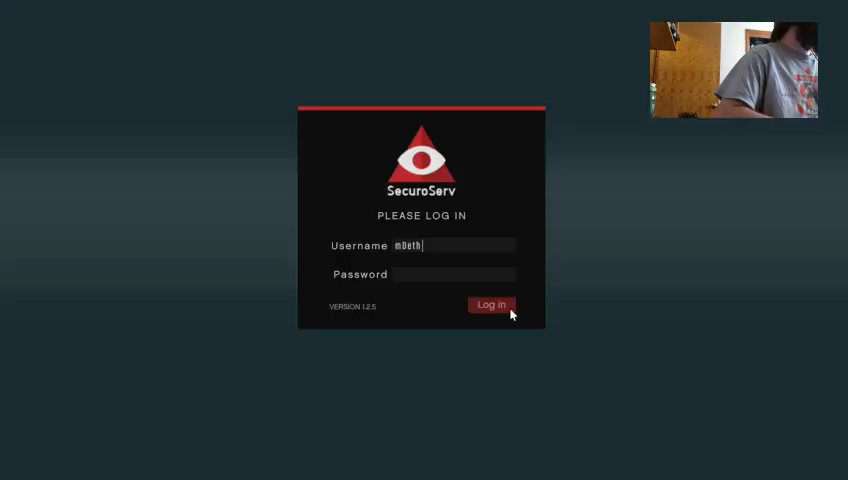 SecuroServ
PLEASE LOG IN
Username mDeth
Password
VERSION 1.2.5 Log in